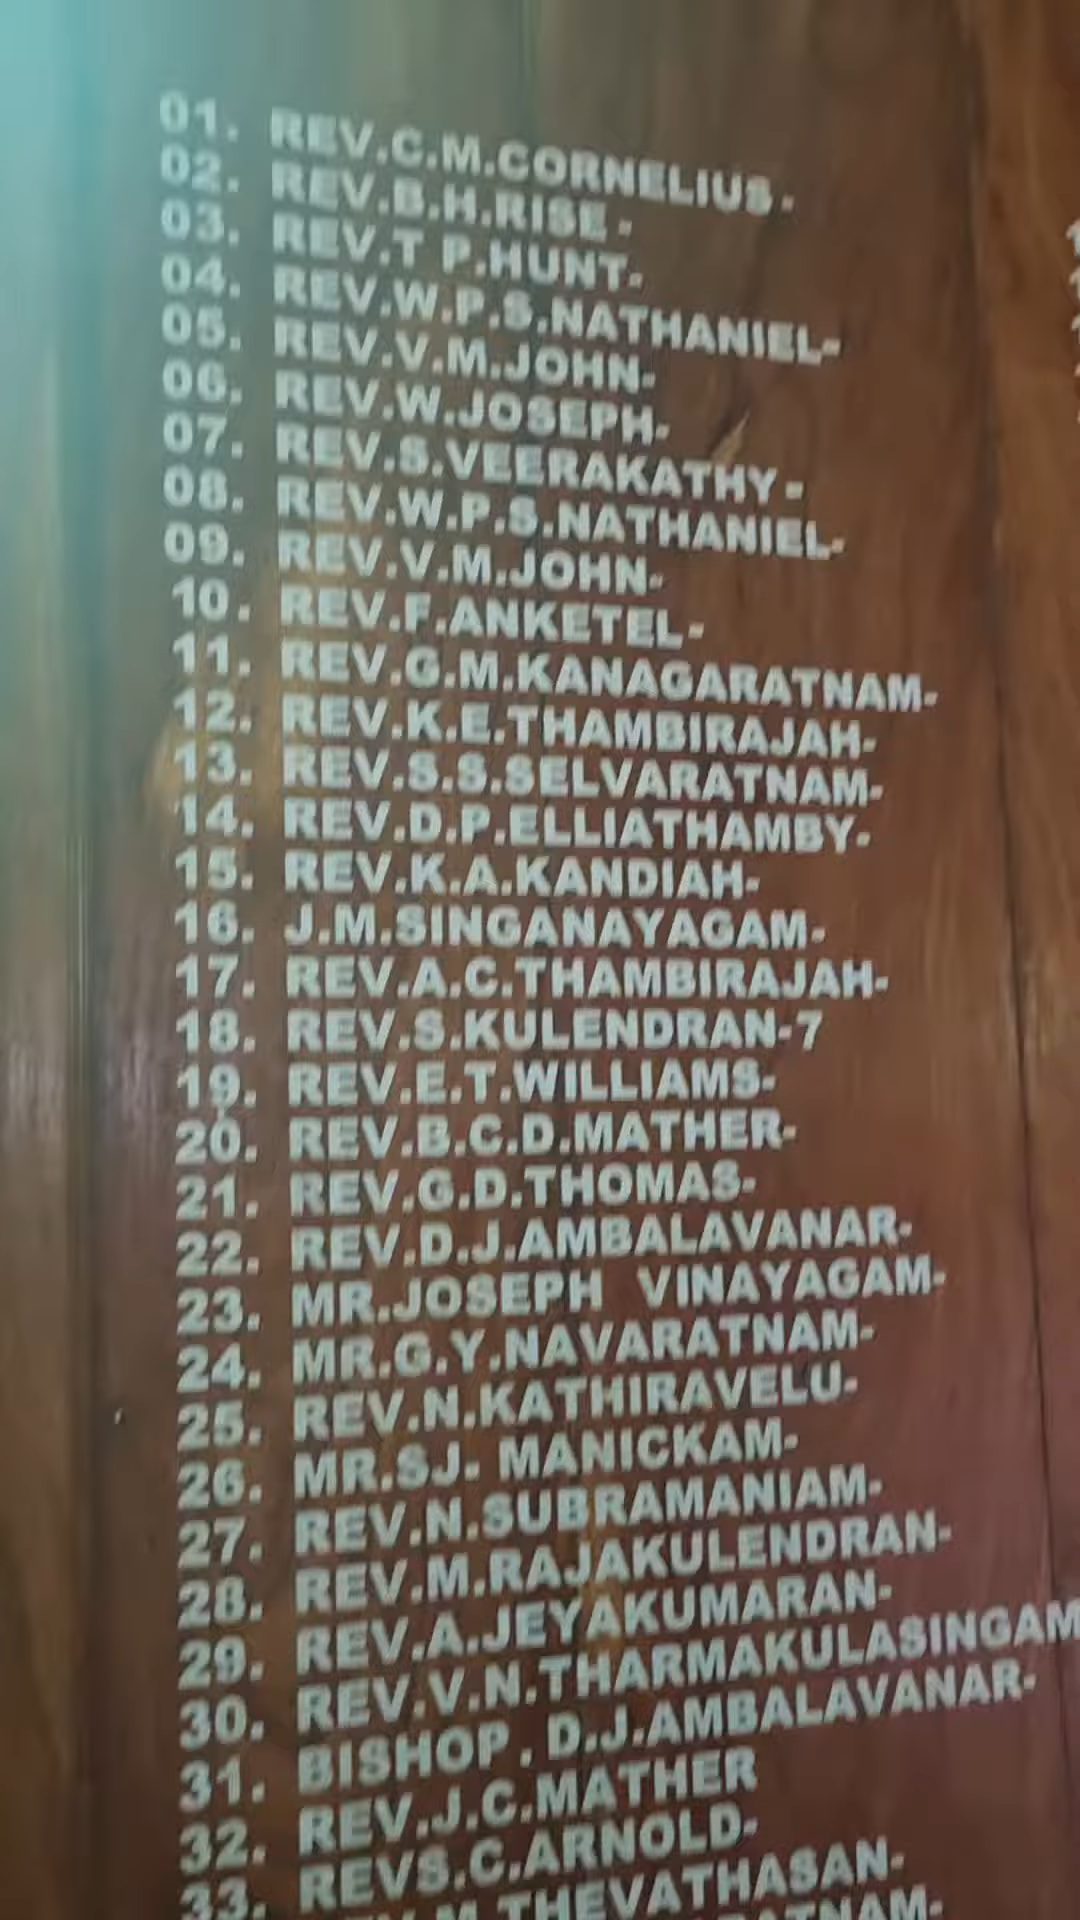 01. REV.C.M.CORNELIUS-
02. REV.B.H.RISE-
03. REV.T P.HUNT-
04. REV.W.P.S.NATHANIEL-
05. REV.V.M.JOHN-
06. REV.W.JOSEPH-
07. REV.S.VEERAKATHY-
08. REV.W.P.S.NATHANIEL-
09. REV.V.M.JOHN-
10. REV.F.ANKETEL-
11. REV.G.M.KANAGARATNAM-
12. REV.K.E.THAMBIRAJAH-
13. REV.S.S.SELVARATNAM-
14. REV.D.P.ELLIATHAMBY-
15. REV.K.A.KANDIAH-
16. J.M.SINGANAYAGAM-
17. REV.A.C.THAMBIRAJAH-
18. REV.S.KULENDRAN-7
19. REV.E.T.WILLIAMS-
20. REV.B.C.D.MATHER-
21. REV.G.D.THOMAS-
22. REV.D.J.AMBALAVANAR-
23. MR.JOSEPH VINAYAGAM-
24. MR.G.Y.NAVARATNAM-
25. REV.N.KATHIRAVELU-
26. MR.SJ. MANICKAM-
27. REV.N.SUBRAMANIAM-
28. REV.M.RAJAKULENDRAN-
29. REV.A.JEYAKUMARAN-
30. REV.V.N.THARMAKULASINGAM
31. BISHOP. D.J.AMBALAVANAR-
32. REV.J.C.MATHER
33. REVS.C.ARNOLD-
THEVATHASAN-